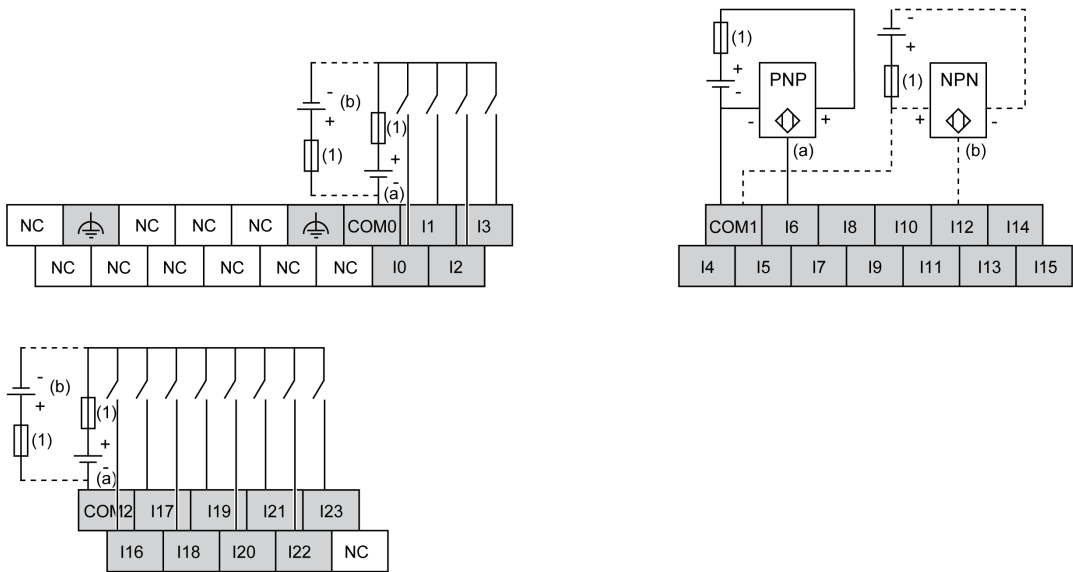 - (b) + (1)
(1) + - (a)
NC NC NC NC COM0 I1 I3
NC NC NC NC NC NC I0 I2
(1) + - PNP - + (a)
- + (1) NPN + - (b)
COM1 I6 I8 I10 I12 I14
I4 I5 I7 I9 I11 I13 I15
- (b) + (1)
(1) + - (a)
COM2 I17 I19 I21 I23
I16 I18 I20 I22 NC